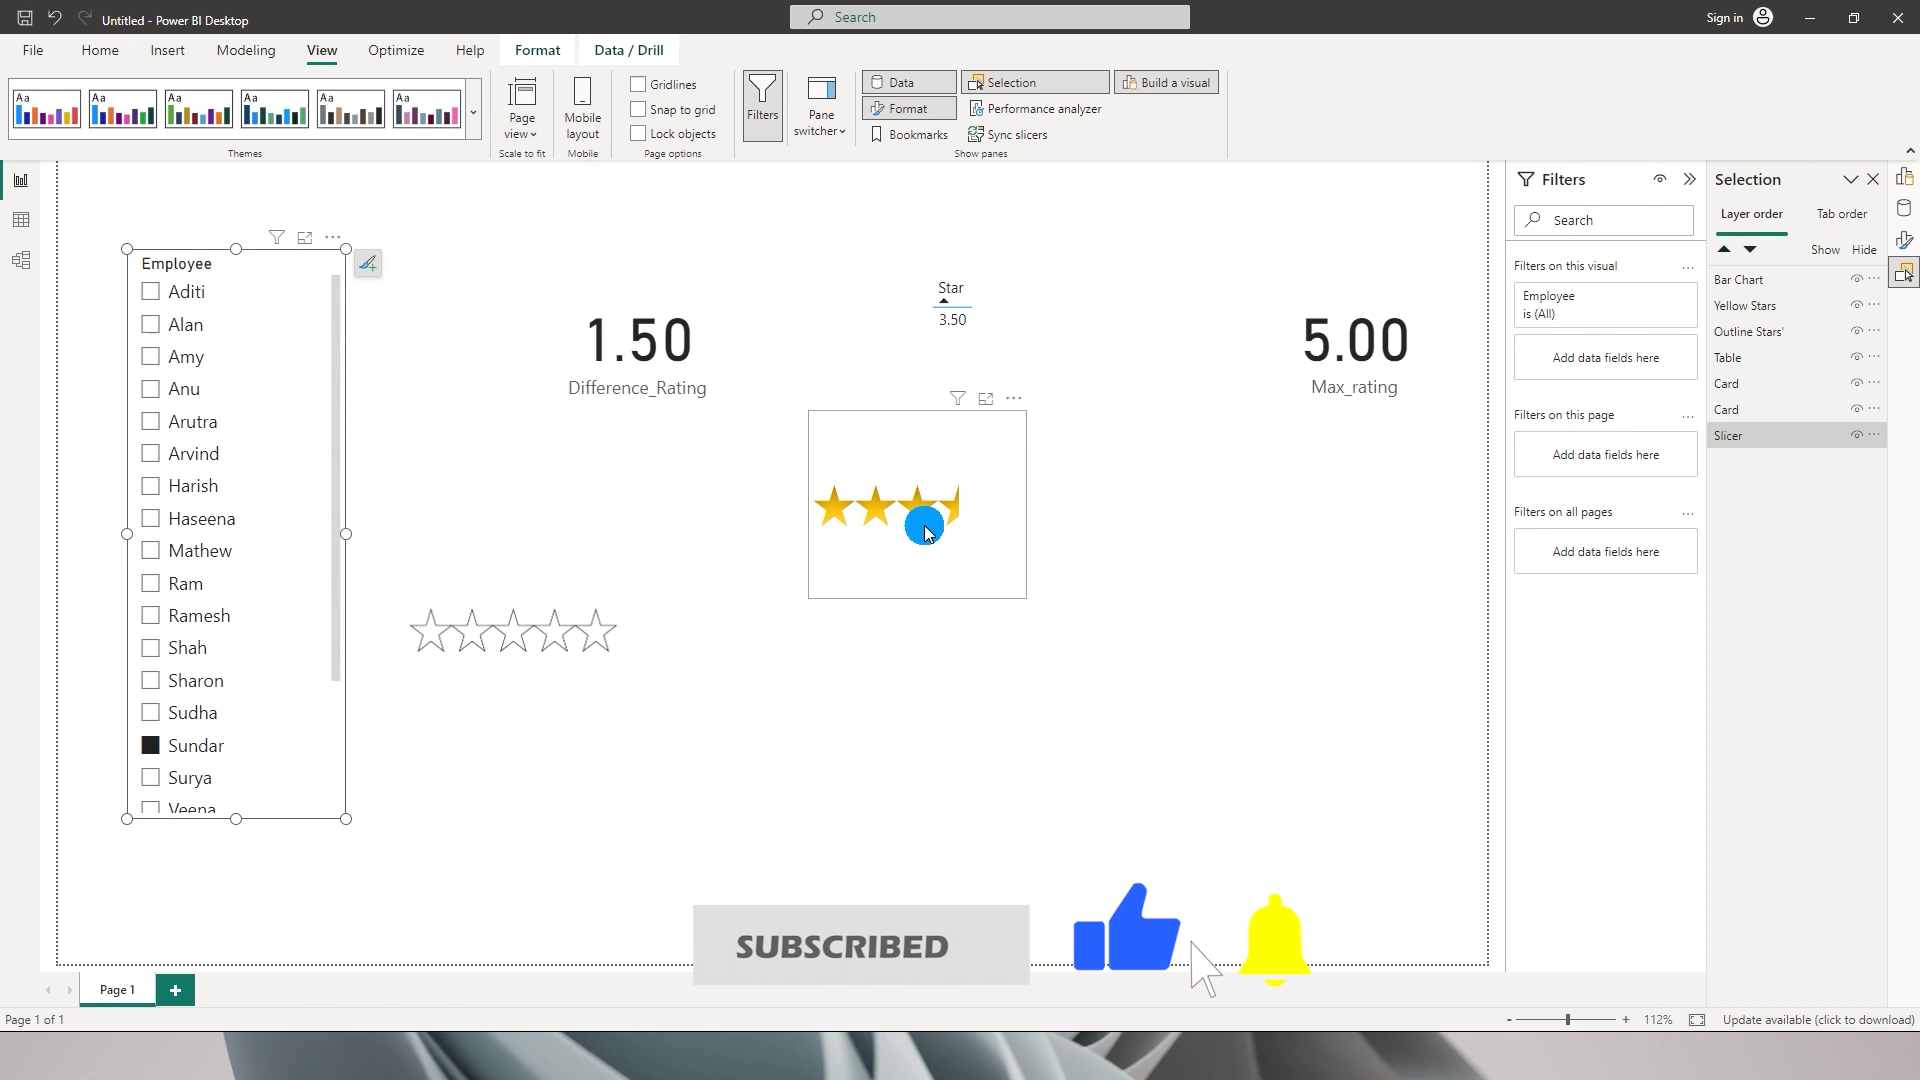 Untitled - Power BI Desktop
Search
Sign in
File
Home
Insert
Modeling
View
Optimize
Help
Format
Data / Drill
Aa
Aa
Aa
Aa
Aa
Aa
Themes
Page
view
Scale to fit
Mobile
layout
Mobile
Gridlines
Snap to grid
Lock objects
Page options
Filters
Pane
switcher
Data
Format
Bookmarks
Selection
Performance analyzer
Sync slicers
Build a visual
Show panes
Employee
Aditi
Alan
Amy
Anu
Arutra
Arvind
Harish
Haseena
Mathew
Ram
Ramesh
Shah
Sharon
Sudha
Sundar
Surya
Veena
1.50
Difference_Rating
Star
3.50
5.00
Max_rating
SUBSCRIBED
Filters
Search
Filters on this visual
Employee
is (All)
Add data fields here
Filters on this page
Add data fields here
Filters on all pages
Add data fields here
Selection
Layer order
Tab order
Show
Hide
Bar Chart
Yellow Stars
Outline Stars'
Table
Card
Card
Slicer
Page 1
Page 1 of 1
112%
Update available (click to download)